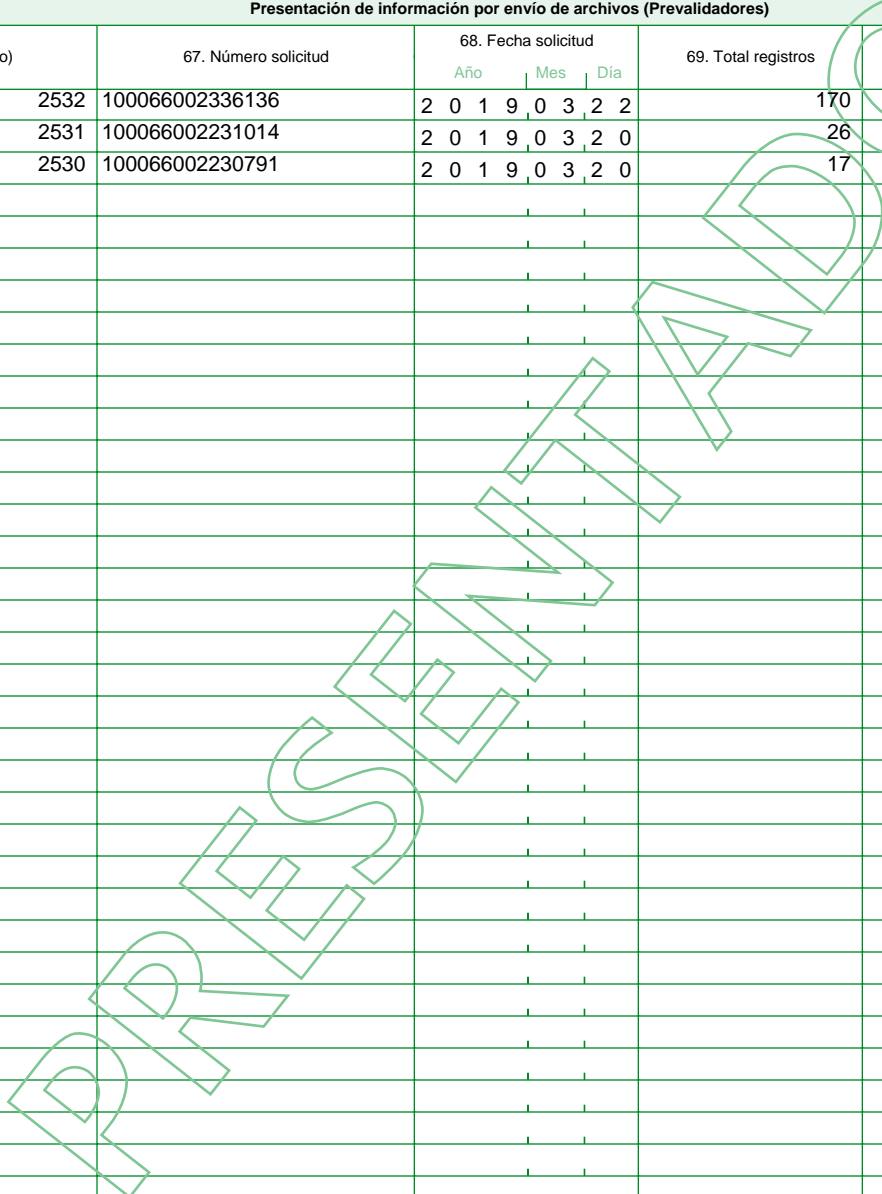 Presentación de información por envío de archivos (Prevalidadores)
o) 67. Número solicitud 68. Fecha solicitud 69. Total registros
Año Mes Día
2532 100066002336136 2 0 1 9 0 3 2 2 170
2531 100066002231014 2 0 1 9 0 3 2 0 26
2530 100066002230791 2 0 1 9 0 3 2 0 17
PRESENTADO